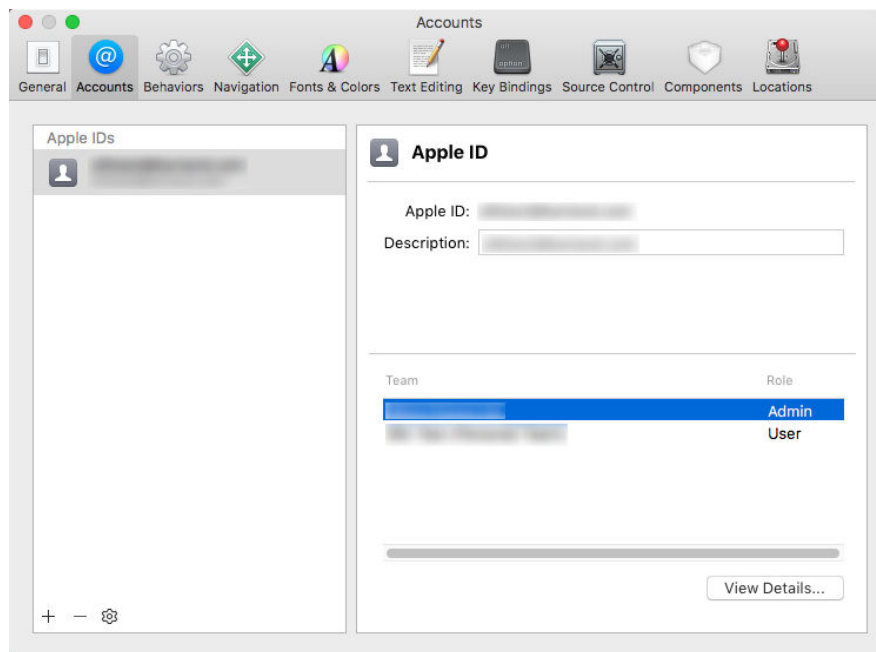 Accounts
General Accounts Behaviors Navigation Fonts & Colors Text Editing Key Bindings Source Control Components Locations
Apple IDs
Apple ID
Apple ID:
Description:
Team Role
Admin
User
View Details...